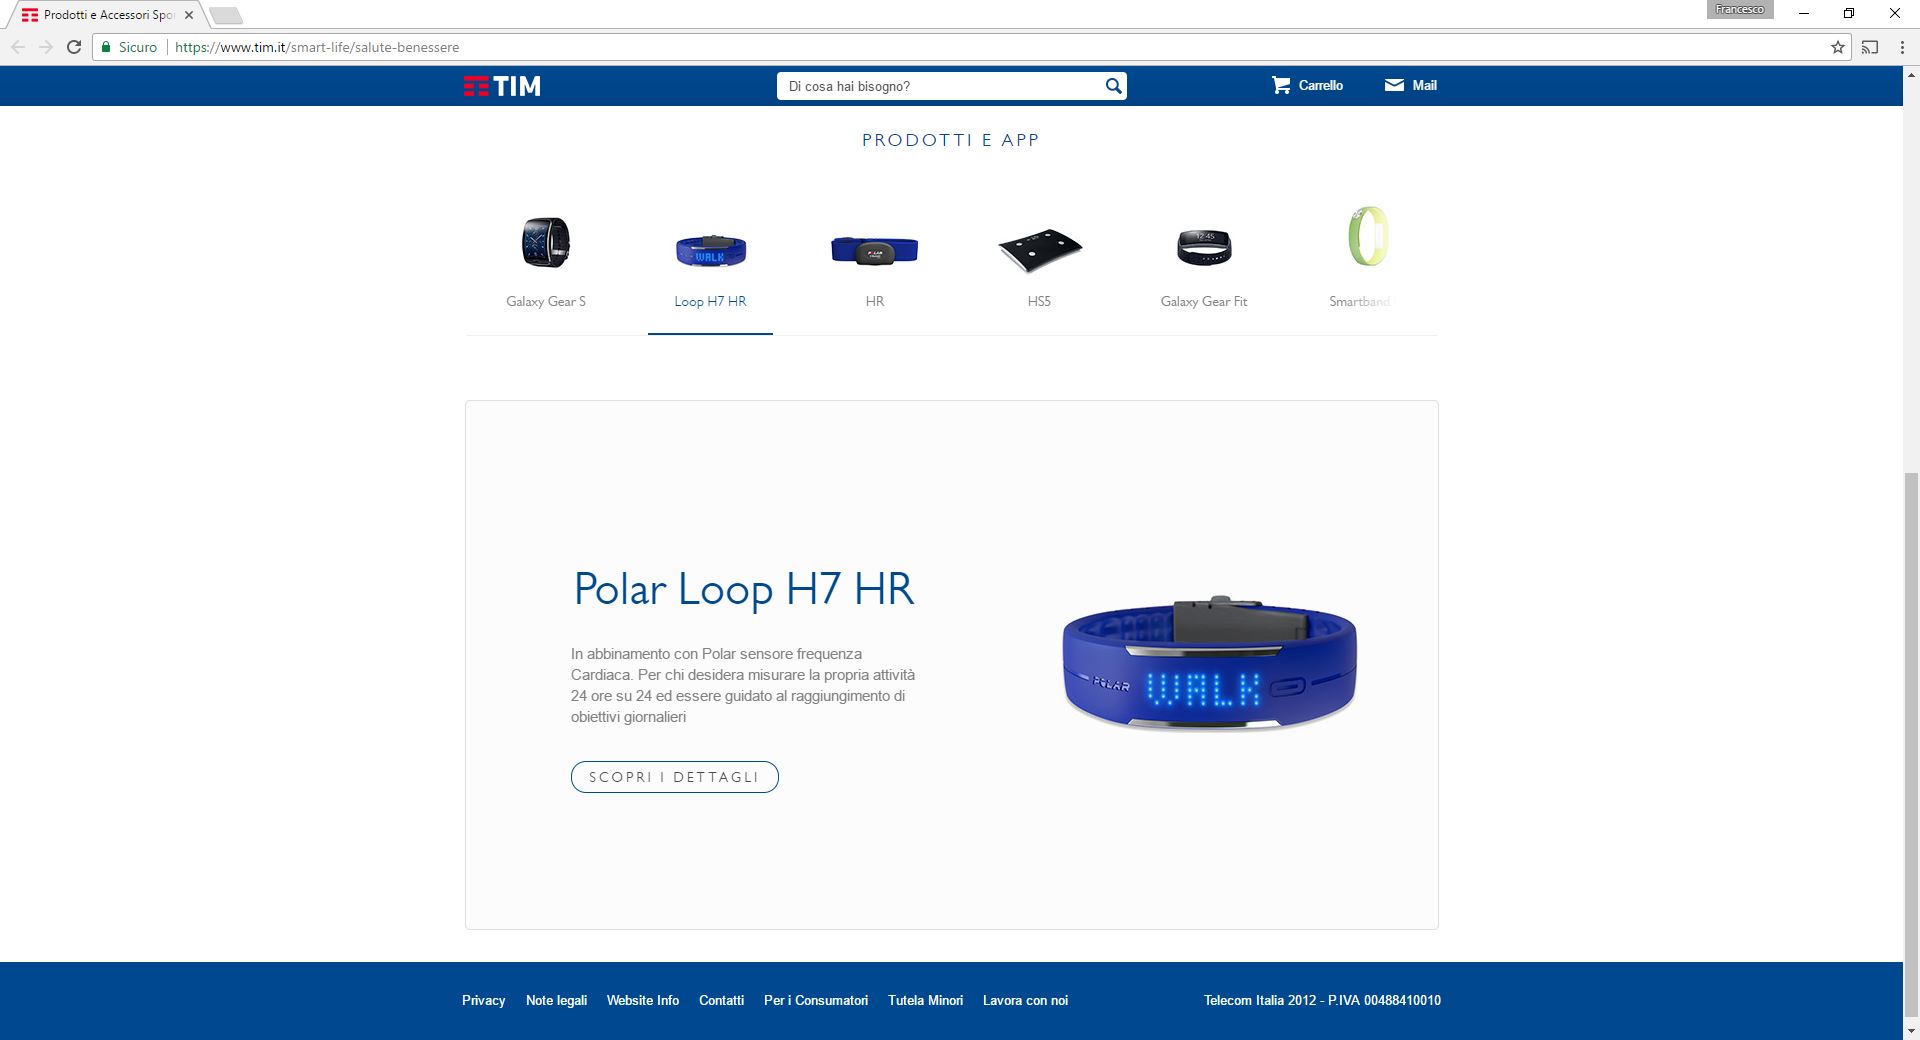 Prodotti e Accessori Spo
Francesco
Sicuro
https://www.tim.it/smart-life/salute-benessere
TIM
Di cosa hai bisogno?
Carrello
Mail
PRODOTTI E APP
WALK
POLAR
12:45
Galaxy Gear S
Loop H7 HR
HR
HS5
Galaxy Gear Fit
Smartband
Polar Loop H7 HR
In abbinamento con Polar sensore frequenza
Cardiaca. Per chi desidera misurare la propria attività
24 ore su 24 ed essere guidato al raggiungimento di
obiettivi giornalieri
POLAR WALK
SCOPRI I DETTAGLI
Privacy Note legali Website Info Contatti Per i Consumatori Tutela Minori Lavora con noi
Telecom Italia 2012 - P.IVA 00488410010